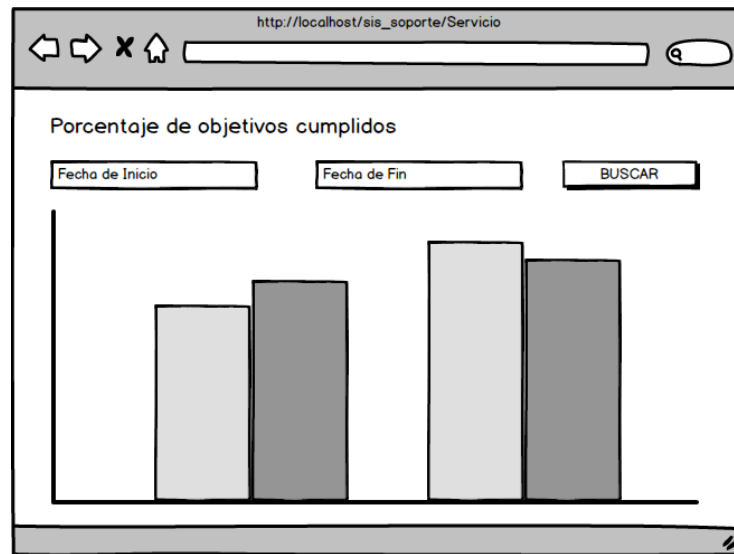 http://localhost/sis_soporte/Servicio
Porcentaje de objetivos cumplidos
Fecha de Inicio
Fecha de Fin
BUSCAR